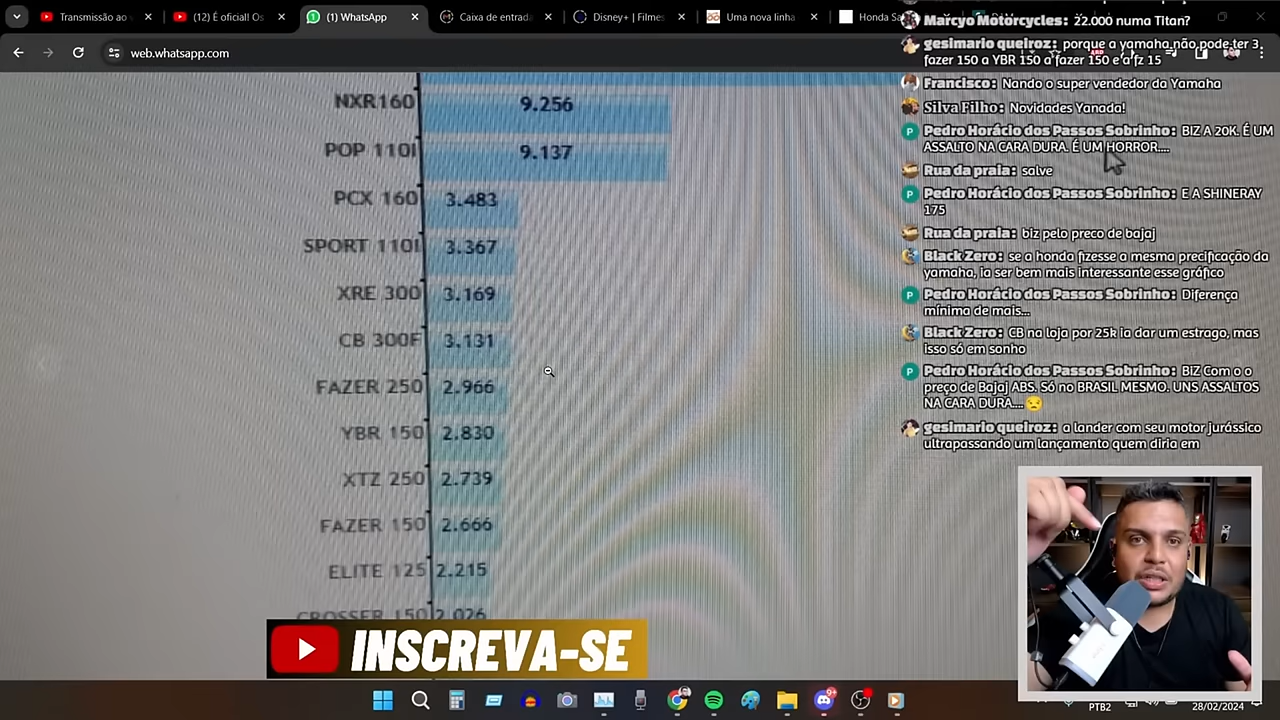 Transmissão ao v
(12) É oficial! Os
(1) WhatsApp
Caixa de entrada
Disney+ | Filmes
Uma nova linha
Honda Sa
web.whatsapp.com
NXR160 9.256
POP 110I 9.137
PCX 160 3.483
SPORT 110I 3.367
XRE 300 3.169
CB 300F 3.131
FAZER 250 2.966
YBR 150 2.830
XTZ 250 2.739
FAZER 150 2.666
ELITE 125 2.215
CROSSER 150 2.026
INSCREVA-SE
Marcyo Motorcycles: 22.000 numa Titan?
gesimario queiroz: porque a yamaha não pode ter 3
fazer 150 a YBR 150 a fazer 150 e a fz 15
Francisco: Nando o super vendedor da Yamaha
Silva Filho: Novidades Yanada!
P Pedro Horácio dos Passos Sobrinho: BIZ A 20K. É UM
ASSALTO NA CARA DURA. É UM HORROR....
Rua da praia: salve
P Pedro Horácio dos Passos Sobrinho: E A SHINERAY
175
Rua da praia: biz pelo preco de bajaj
Black Zero: se a honda fizesse a mesma precificação da
yamaha, ia ser bem mais interessante esse gráfico
P Pedro Horácio dos Passos Sobrinho: Diferença
mínima de mais...
Black Zero: CB na loja por 25k ia dar um estrago, mas
isso só em sonho
P Pedro Horácio dos Passos Sobrinho: BIZ Com o o
preço de Bajaj ABS. Só no BRASIL MESMO. UNS ASSALTOS
NA CARA DURA.... 😒
gesimario queiroz: a lander com seu motor jurássico
ultrapassando um lançamento quem diria em
PTB2
28/02/2024